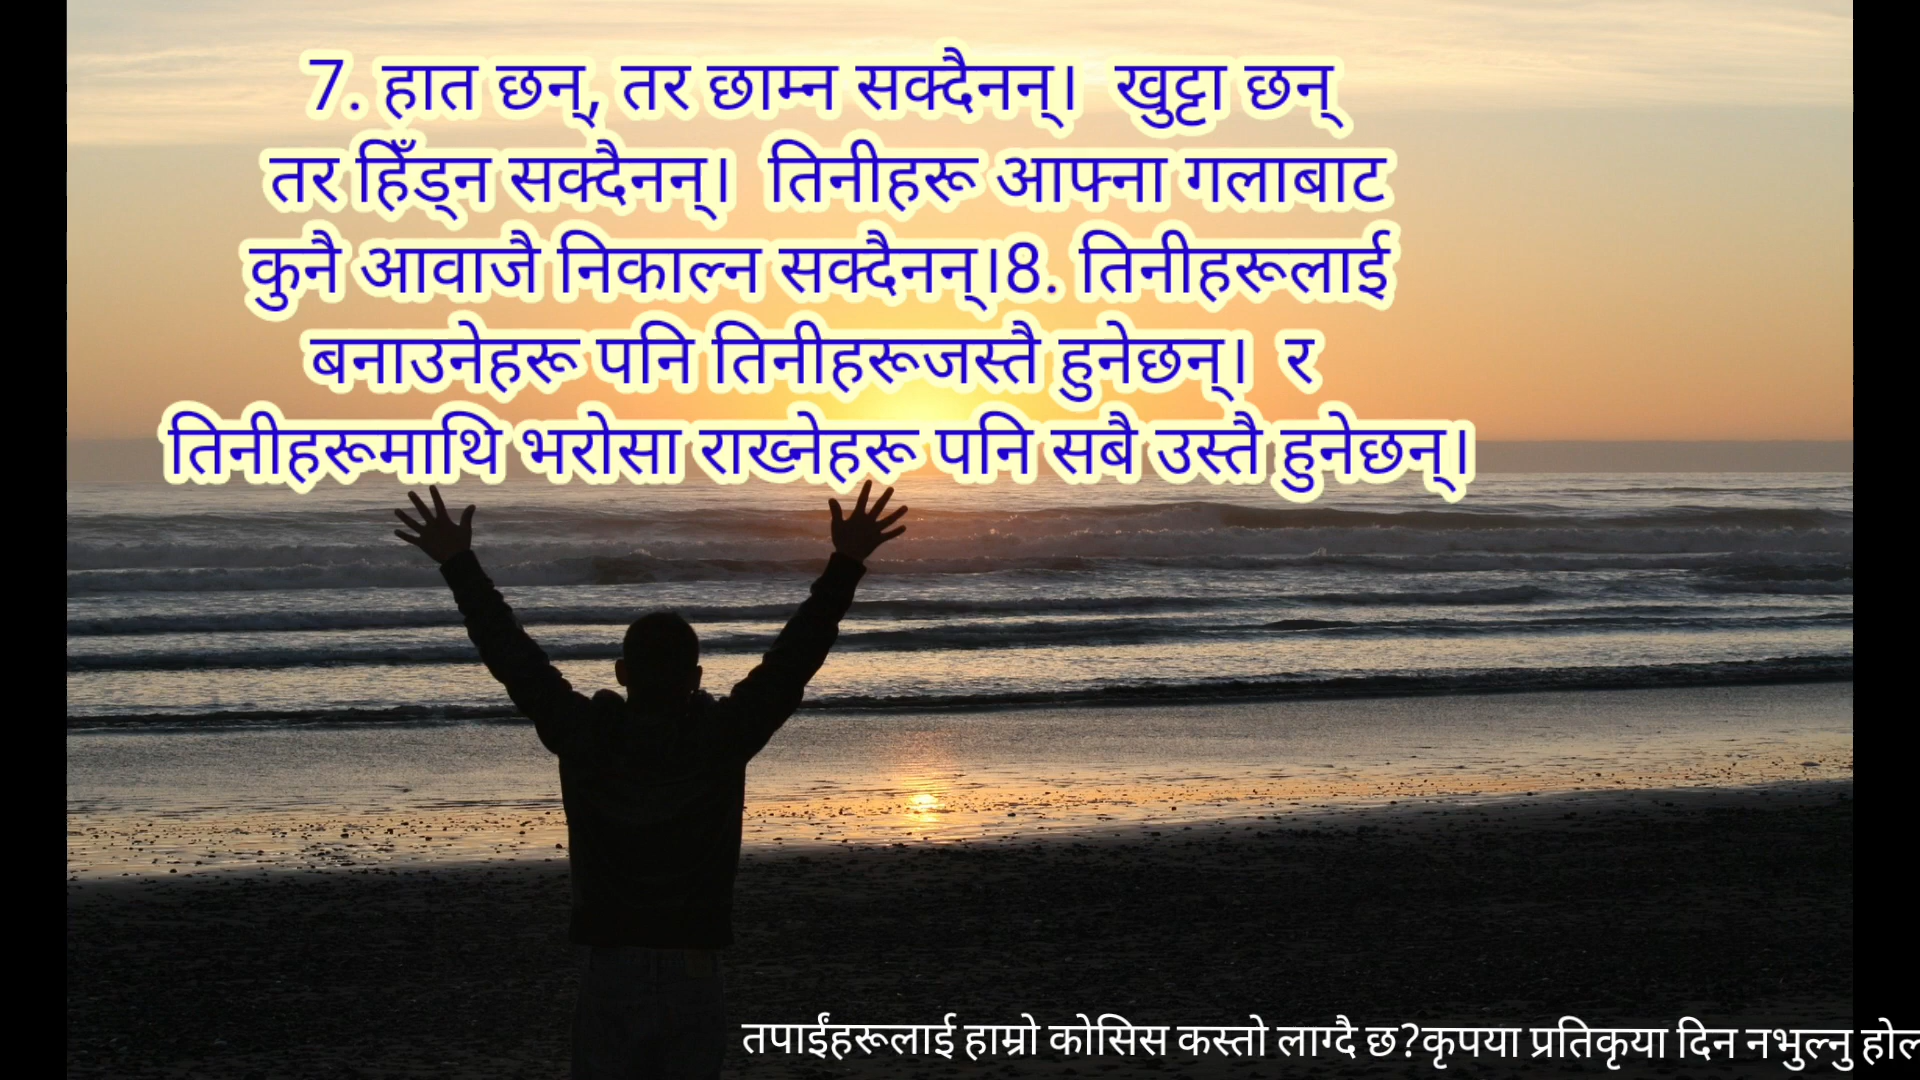 7. हात छन्, तर छाम्न सक्दैनन्।  खुट्टा छन्
तर हिँड्न सक्दैनन्।  तिनीहरू आफ्ना गलाबाट
कुनै आवाजै निकाल्न सक्दैनन्।8. तिनीहरूलाई
बनाउनेहरू पनि तिनीहरूजस्तै हुनेछन्।  र
तिनीहरूमाथि भरोसा राख्नेहरू पनि सबै उस्तै हुनेछन्।
तपाईंहरूलाई हाम्रो कोसिस कस्तो लाग्दै छ?कृपया प्रतिकृया दिन नभुल्नु